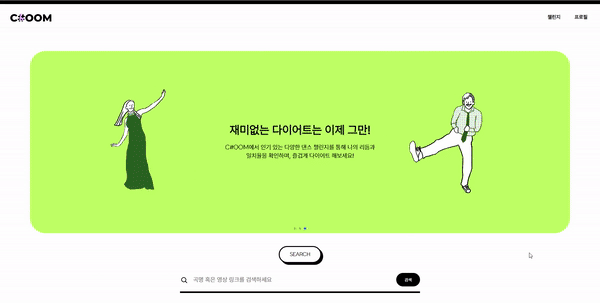 C#OOM
챌린지 프로필
재미없는 다이어트는 이제 그만!
C#OOM에서 인기 있는 다양한 댄스 챌린지를 통해 나의 리듬과
일치율을 확인하며, 즐겁게 다이어트 해보세요!
SEARCH
곡명 혹은 영상 링크를 검색하세요
검색